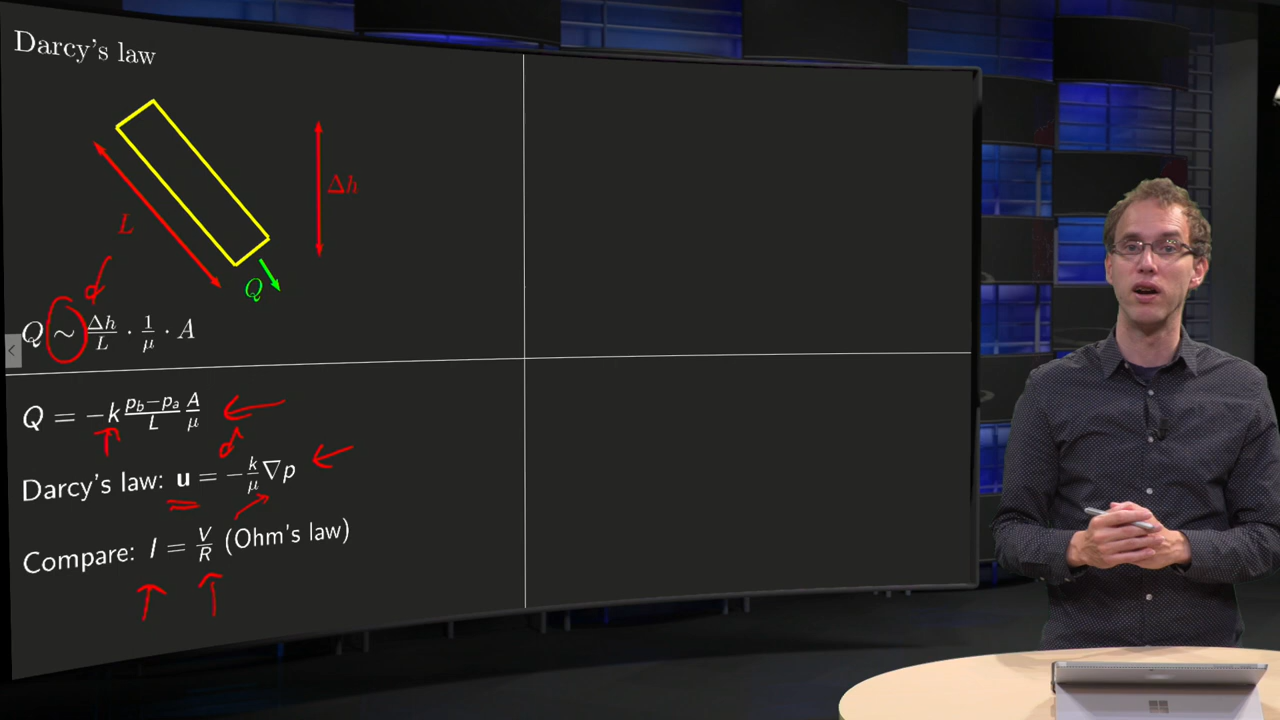 Darcy's law
Δh
L
Q
Q ∼ Δh/L · 1/μ · A
Q = −k (p_b−p_a)/L A/μ
Darcy's law: u = −k/μ ∇p
Compare: I = V/R (Ohm's law)